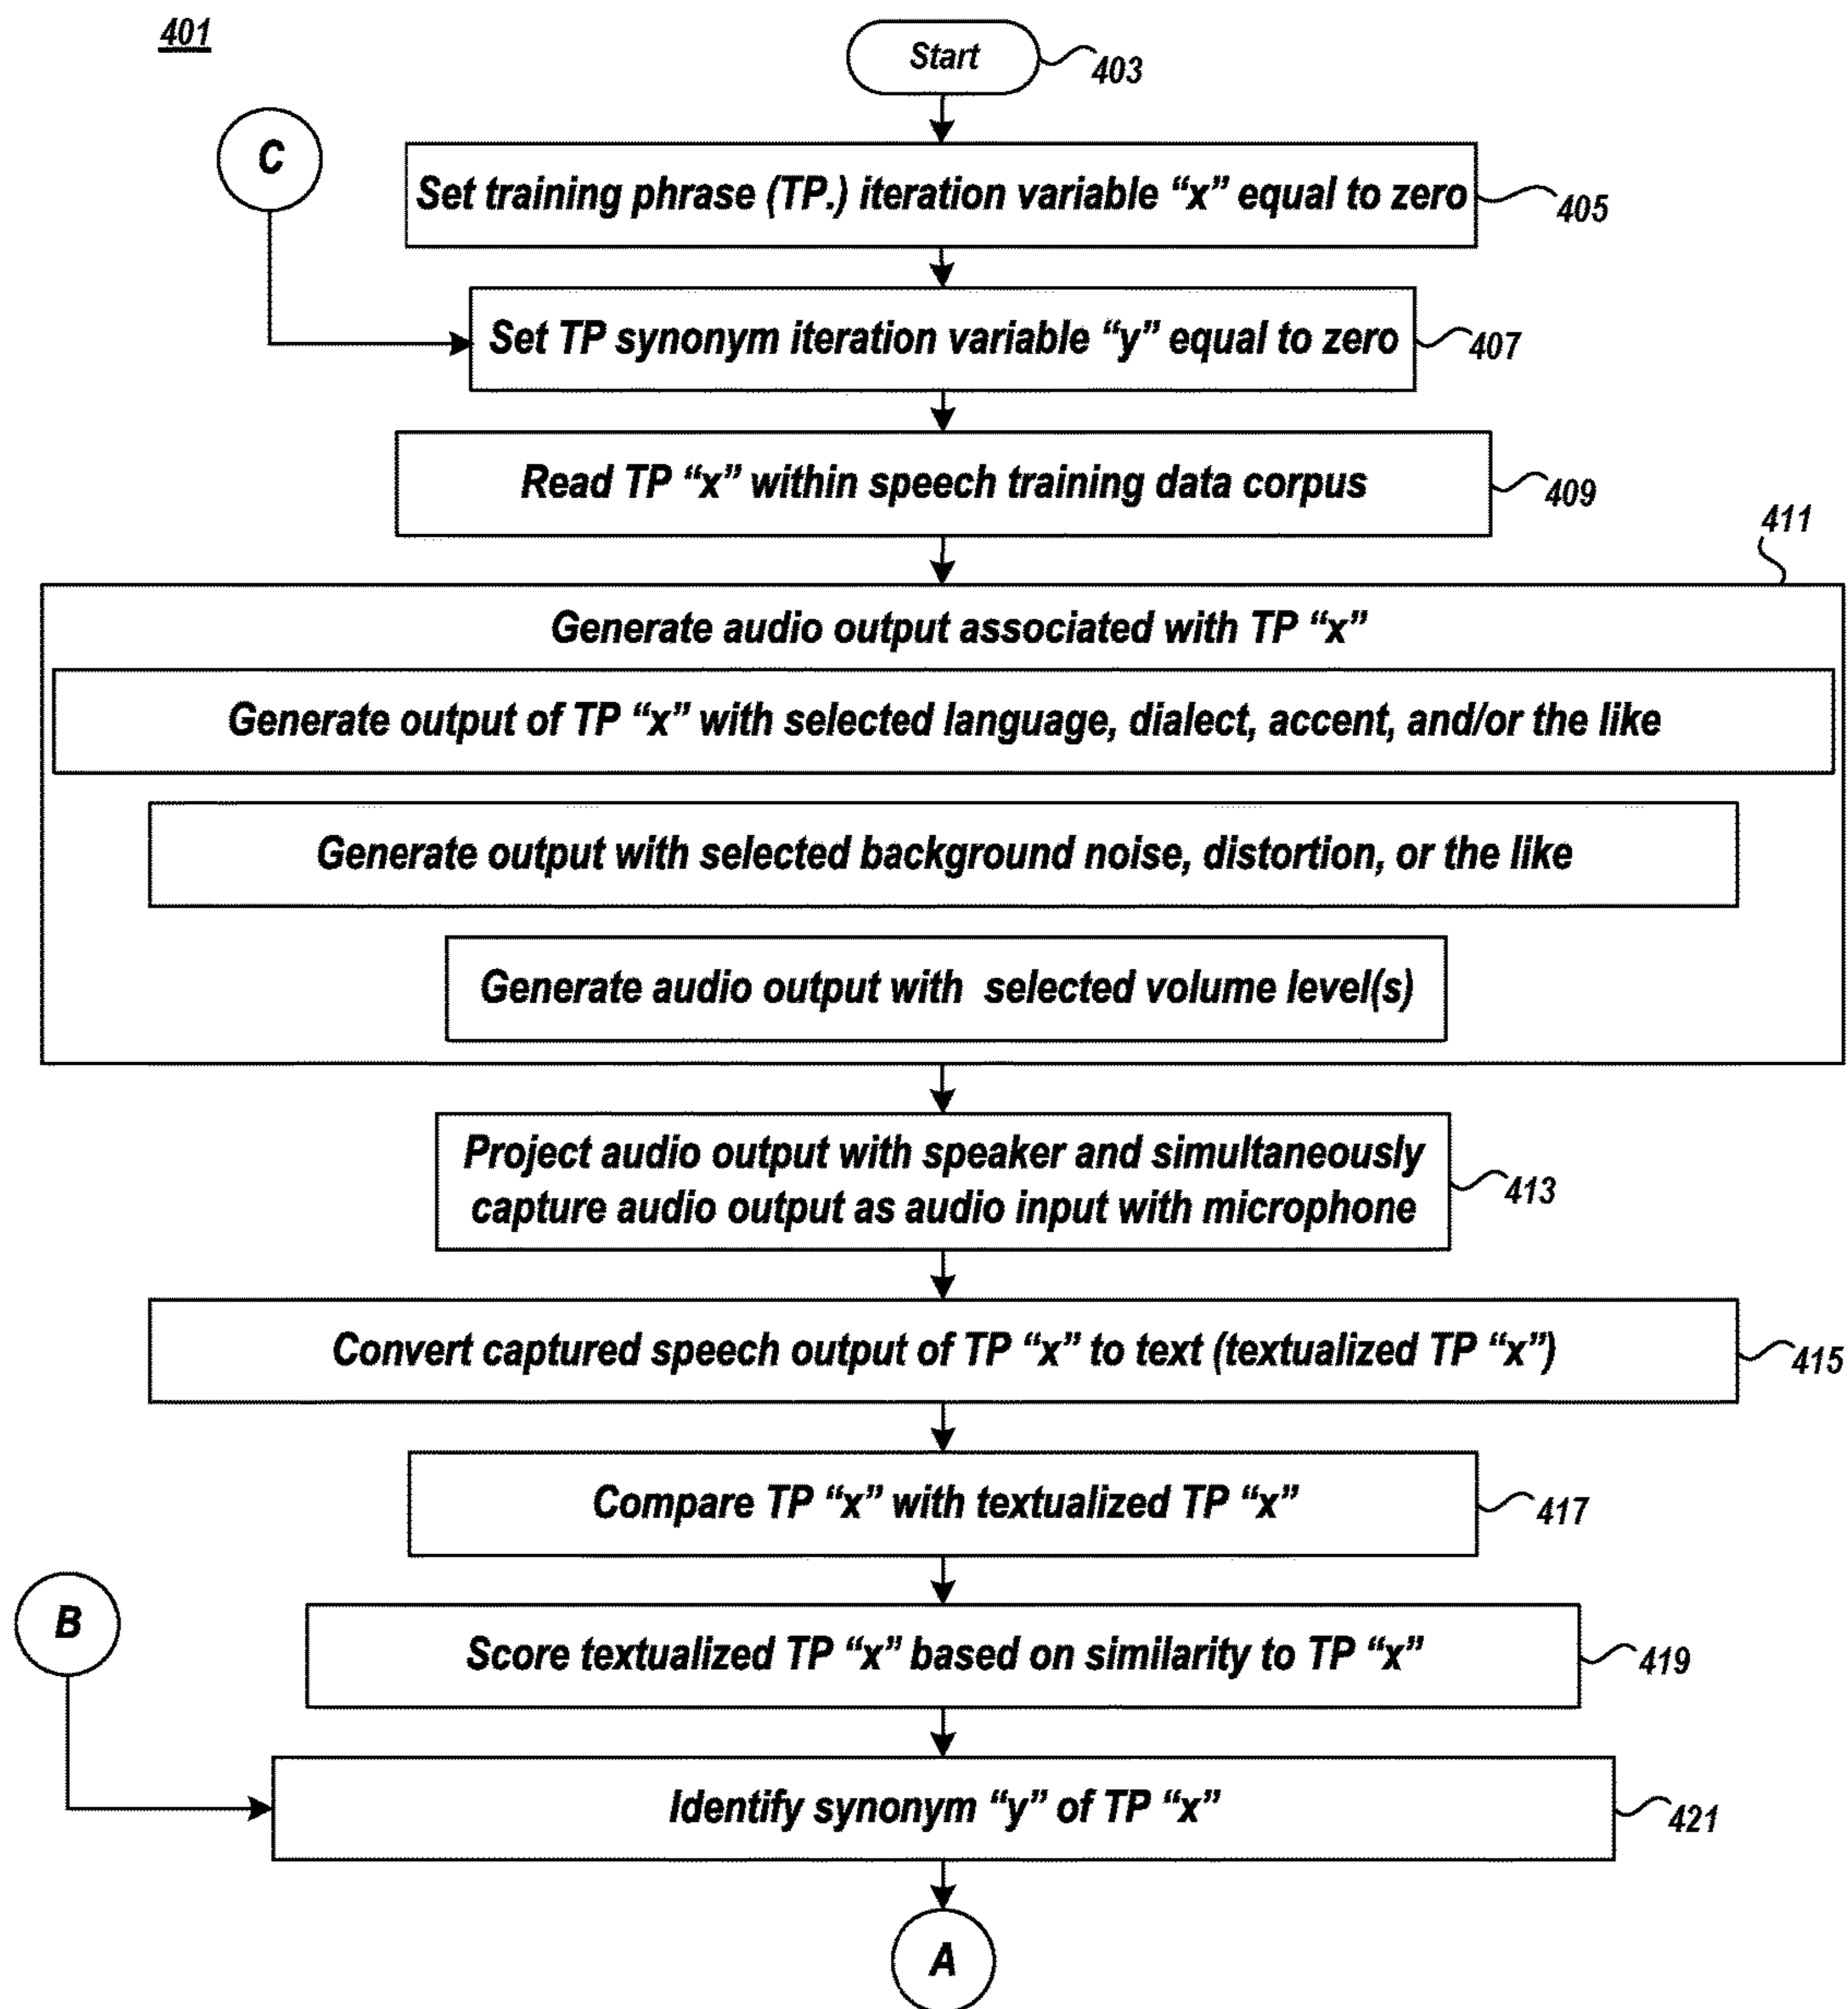 401
Start
403
C
Set training phrase (TP.) iteration variable “x” equal to zero
405
Set TP synonym iteration variable “y” equal to zero
407
Read TP “x” within speech training data corpus
409
411
Generate audio output associated with TP “x”
Generate output of TP “x” with selected language, dialect, accent, and/or the like
Generate output with selected background noise, distortion, or the like
Generate audio output with selected volume level(s)
Project audio output with speaker and simultaneously
capture audio output as audio input with microphone
413
Convert captured speech output of TP “x” to text (textualized TP “x”)
415
Compare TP “x” with textualized TP “x”
417
B
Score textualized TP “x” based on similarity to TP “x”
419
Identify synonym “y” of TP “x”
421
A